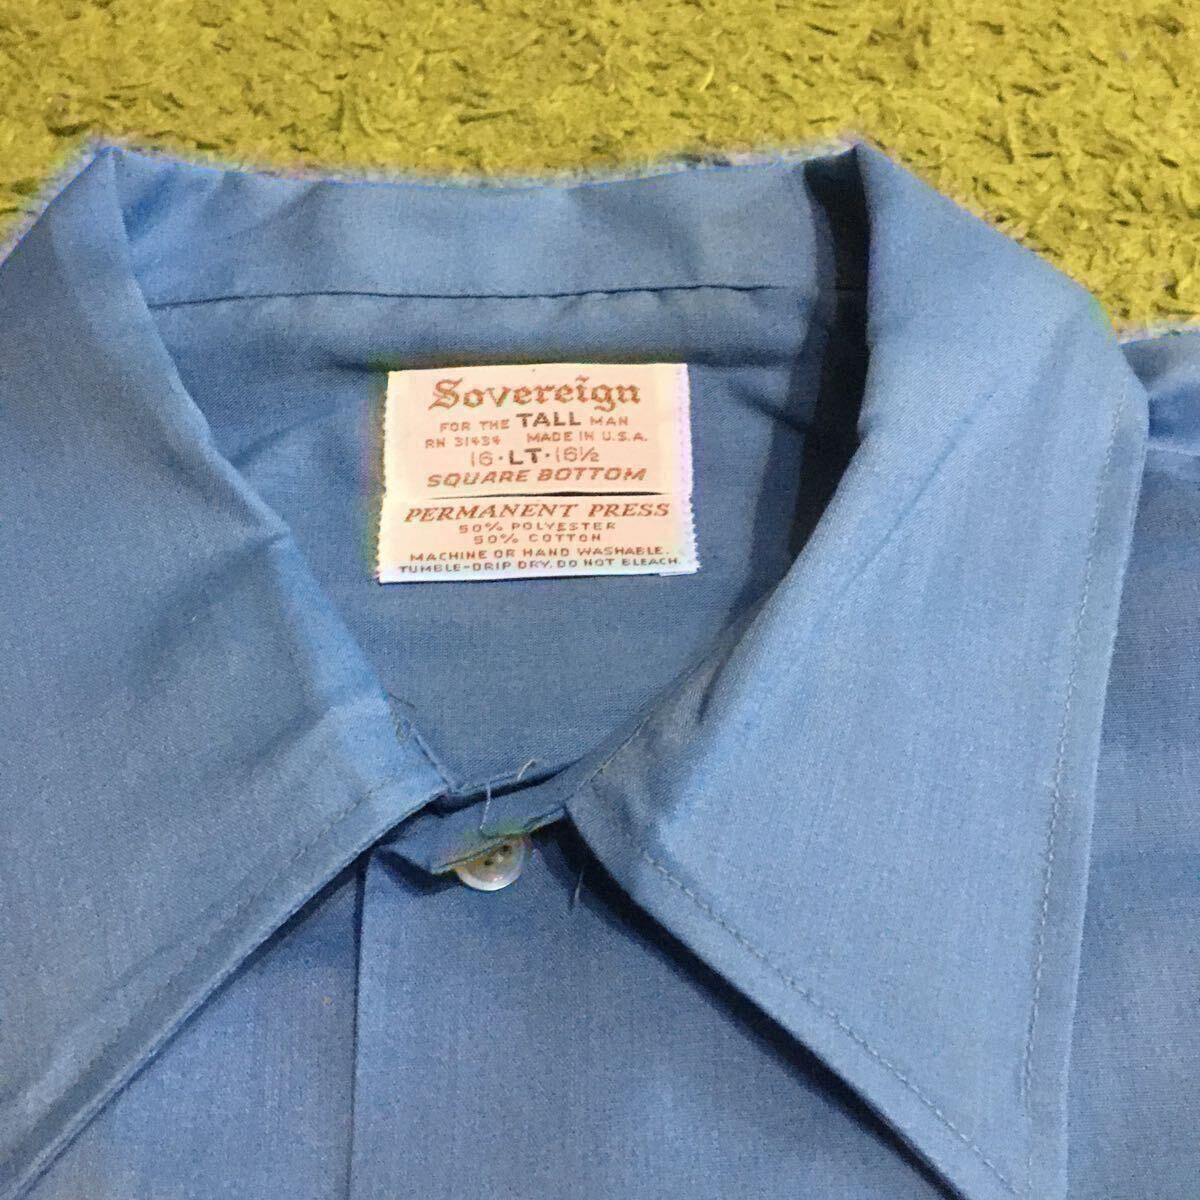 Sovereign
FOR THE TALL MAN
RN 31434 MADE IN U.S.A.
16·LT·16½
SQUARE BOTTOM
PERMANENT PRESS
50% POLYESTER
50% COTTON
MACHINE OR HAND WASHABLE.
TUMBLE-DRIP DRY. DO NOT BLEACH.